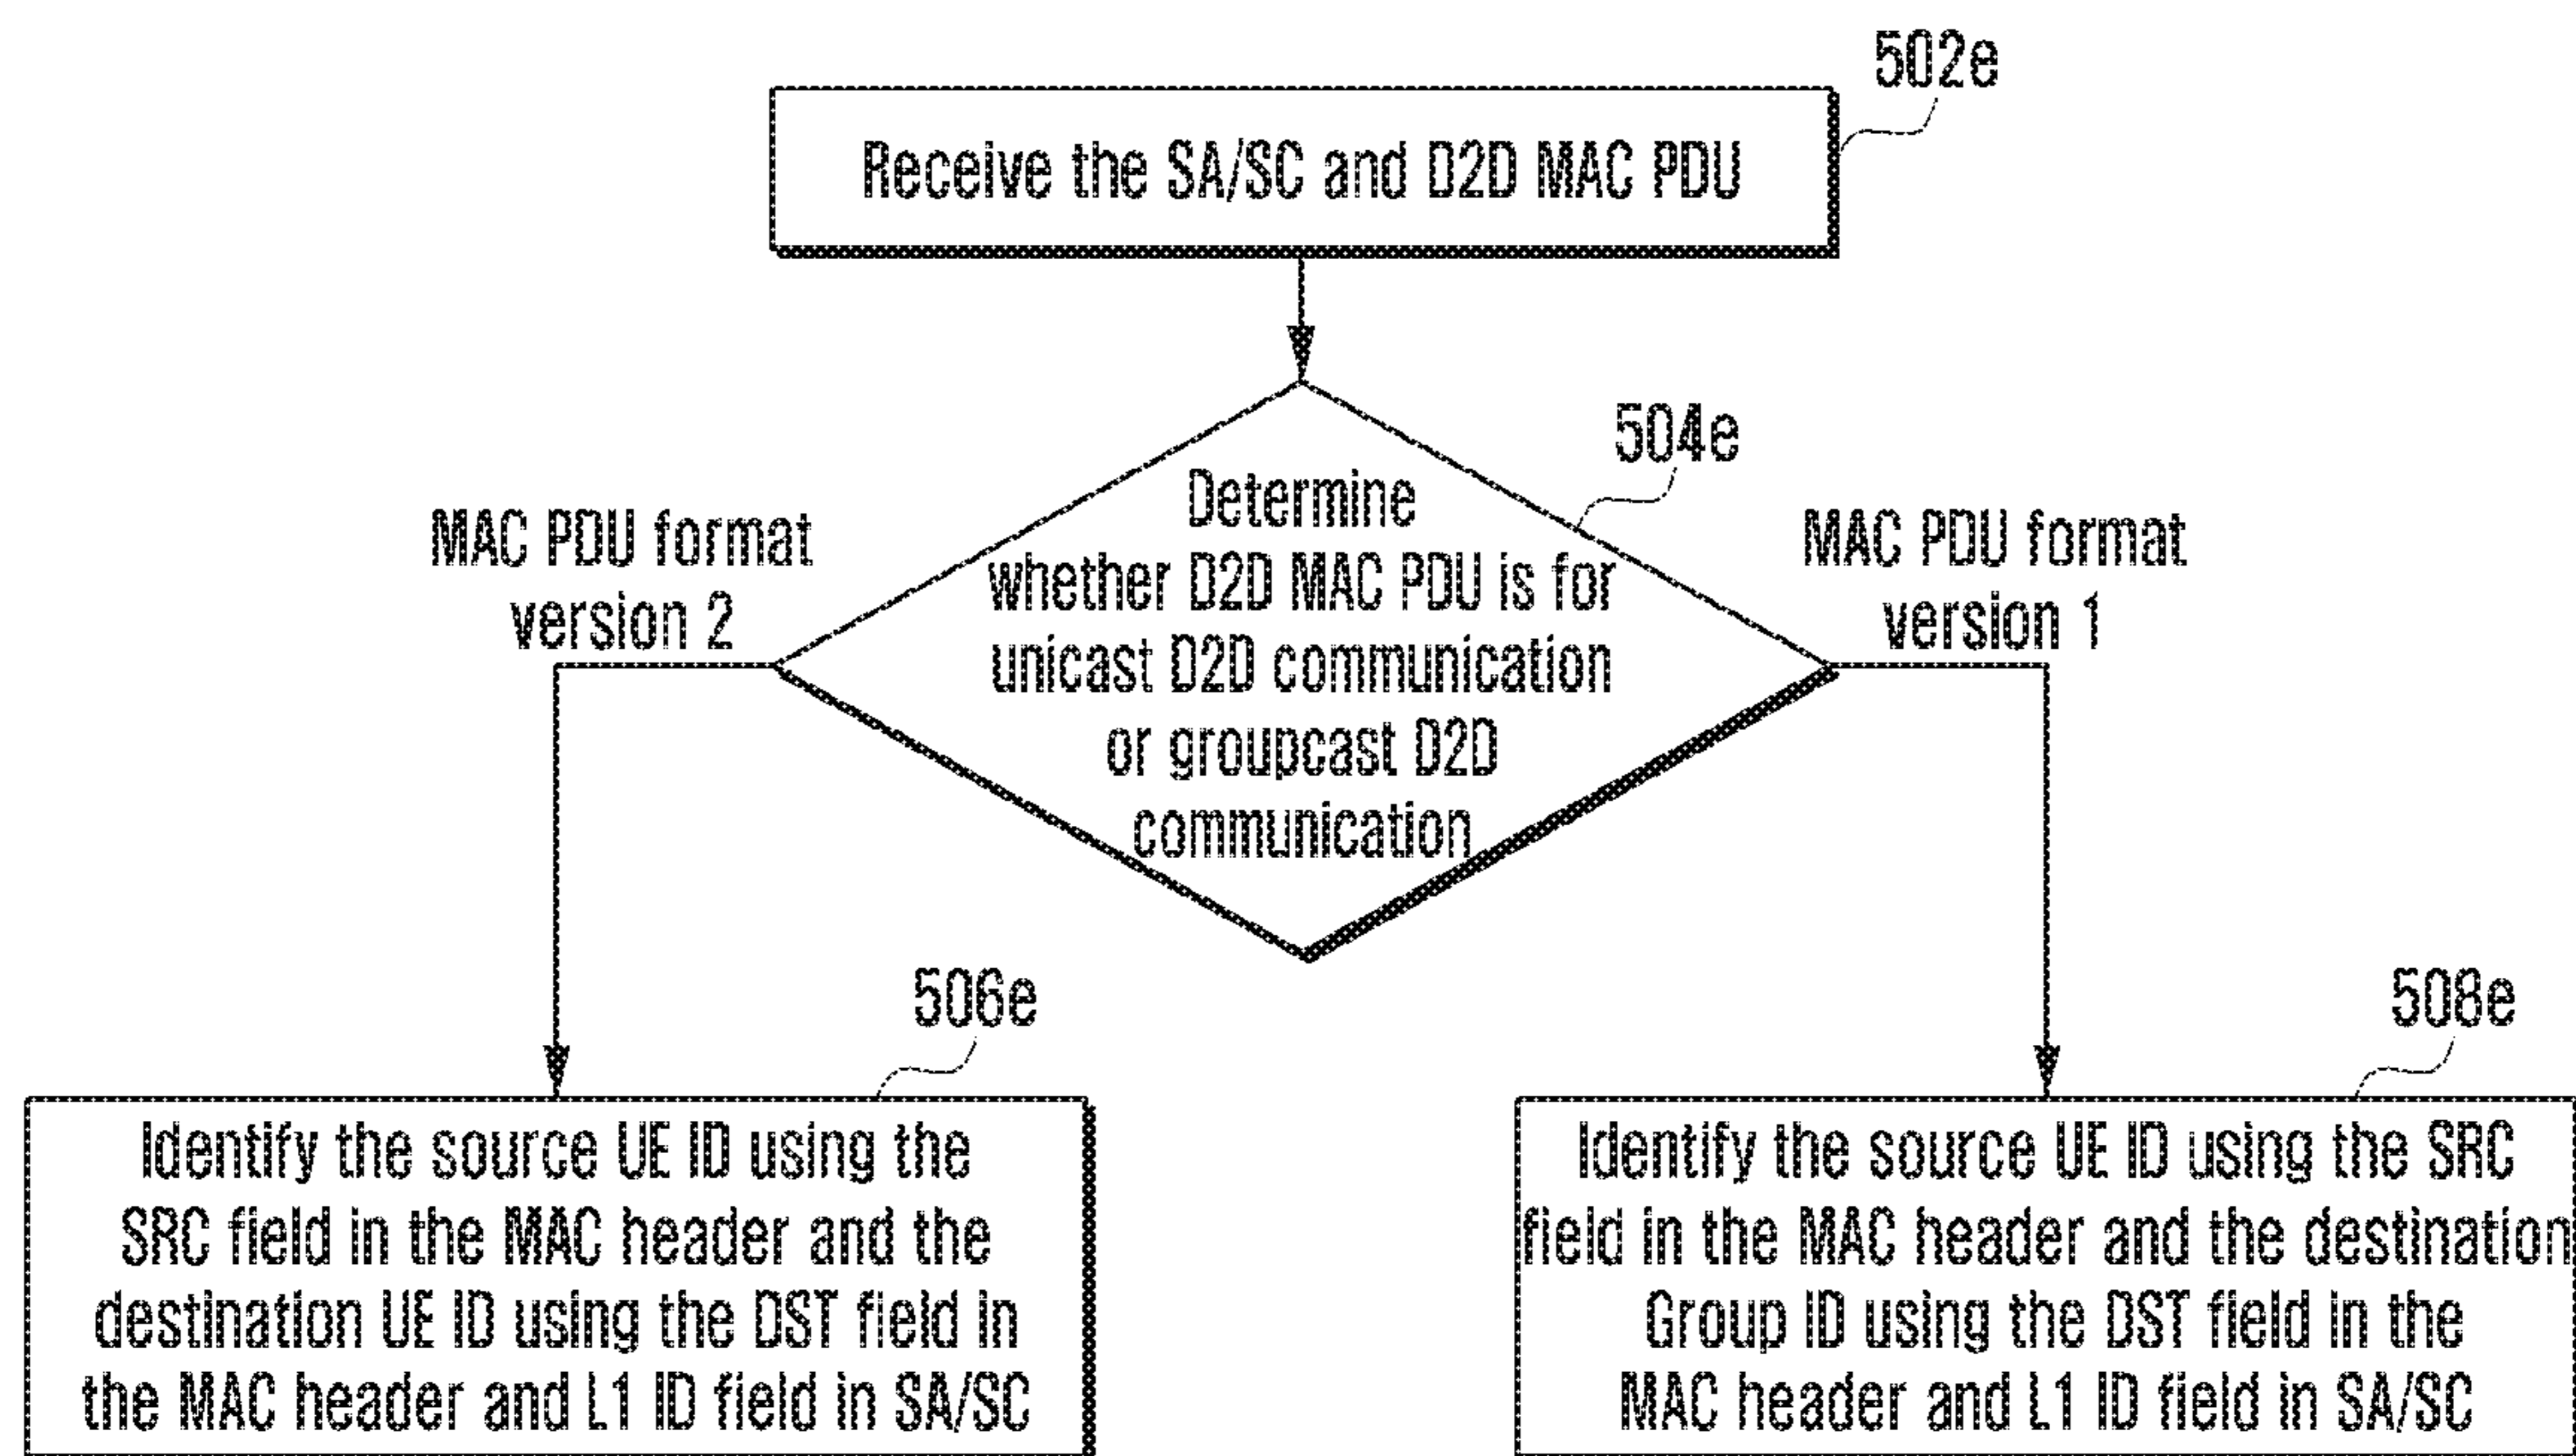 502e
Receive the SA/SC and D2D MAC PDU
504e
Determine
whether D2D MAC PDU is for
unicast D2D communication
or groupcast D2D
communication
MAC PDU format
version 2
MAC PDU format
version 1
506e
Identify the source UE ID using the
SRC field in the MAC header and the
destination UE ID using the DST field in
the MAC header and L1 ID field in SA/SC
508e
Identify the source UE ID using the SRC
field in the MAC header and the destination
Group ID using the DST field in the
MAC header and L1 ID field in SA/SC